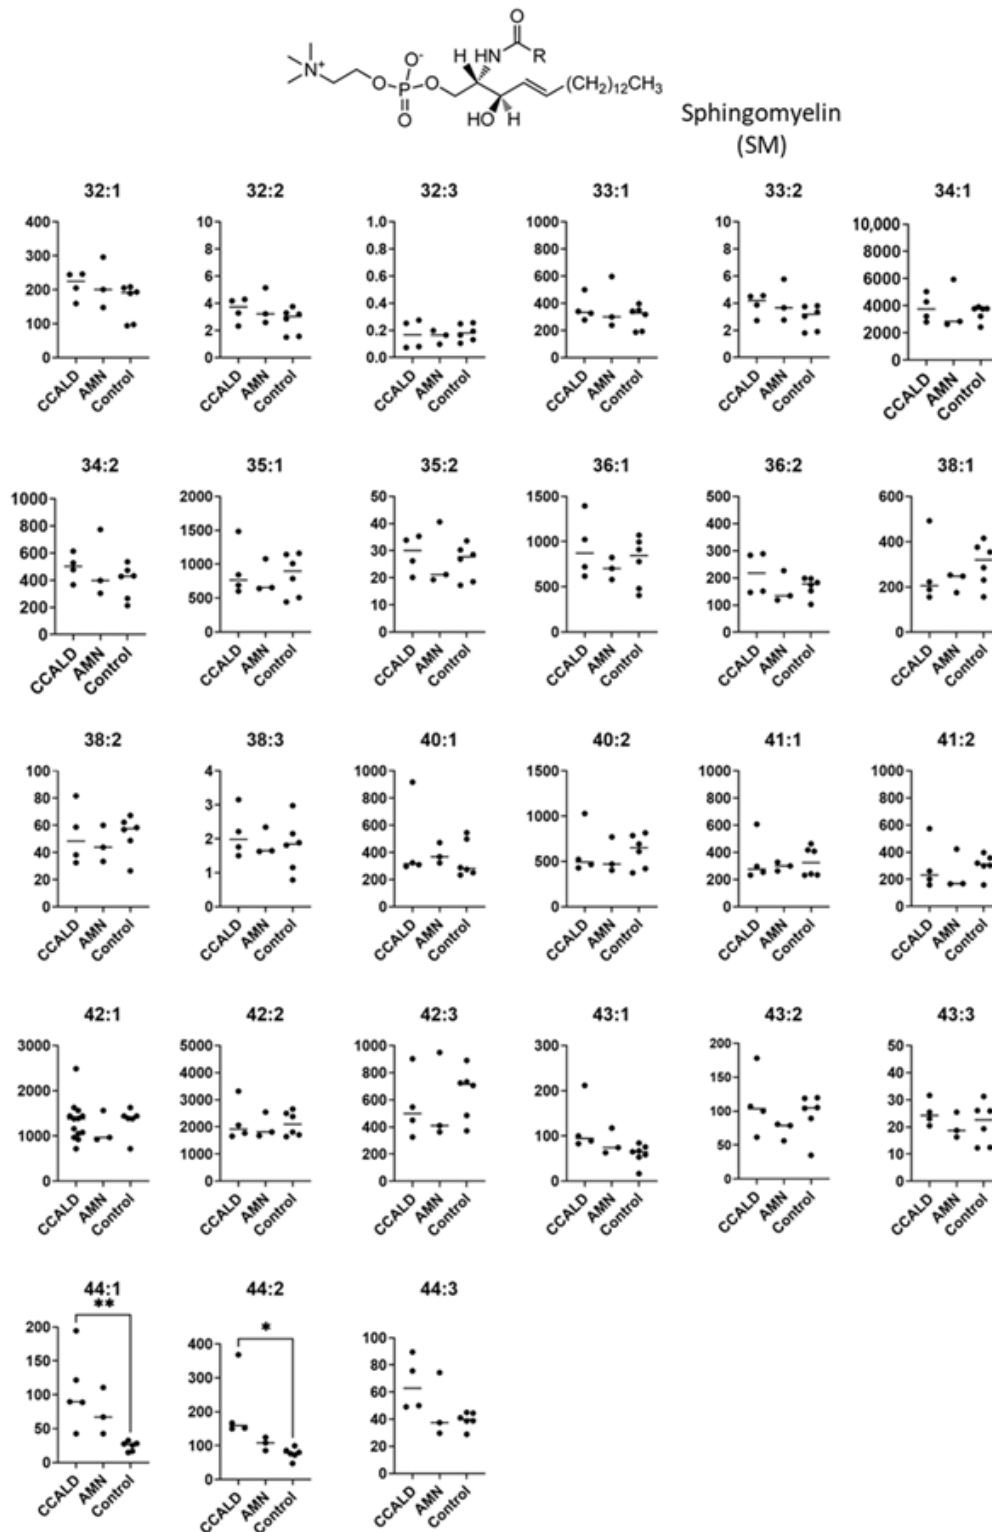 O
H HN R
O-
N+ O P O (CH2)12CH3
O HO H
Sphingomyelin
(SM)
32:1 32:2 32:3 33:1 33:2 34:1
400 10 1.0 1000 10 10,000
300 8 0.8 800 8 8000
200 6 0.6 600 6 6000
100 4 0.4 400 4 4000
0 2 0.2 200 2 2000
0 0.0 0 0 0
CCALD AMN Control CCALD AMN Control CCALD AMN Control CCALD AMN Control CCALD AMN Control CCALD AMN Control
34:2 35:1 35:2 36:1 36:2 38:1
1000 2000 50 1500 500 600
800 1500 40 1000 400 400
600 1000 30 500 300 200
400 500 20 0 200 0
200 0 10 100
0 0 0
CCALD AMN Control CCALD AMN Control CCALD AMN Control CCALD AMN Control CCALD AMN Control CCALD AMN Control
38:2 38:3 40:1 40:2 41:1 41:2
100 4 1000 1500 1000 1000
80 3 800 1000 800 800
60 2 600 500 600 600
40 1 400 0 400 400
20 0 200 200 200
0 0 0 0
CCALD AMN Control CCALD AMN Control CCALD AMN Control CCALD AMN Control CCALD AMN Control CCALD AMN Control
42:1 42:2 42:3 43:1 43:2 43:3
3000 5000 1000 300 200 50
2000 4000 800 200 150 40
1000 3000 600 100 100 30
0 2000 400 0 50 20
1000 200 0 10
0 0 0
CCALD AMN Control CCALD AMN Control CCALD AMN Control CCALD AMN Control CCALD AMN Control CCALD AMN Control
44:1 44:2 44:3
** *
200 400 100
150 300 80
100 200 60
50 100 40
0 0 20
0
CCALD AMN Control CCALD AMN Control CCALD AMN Control